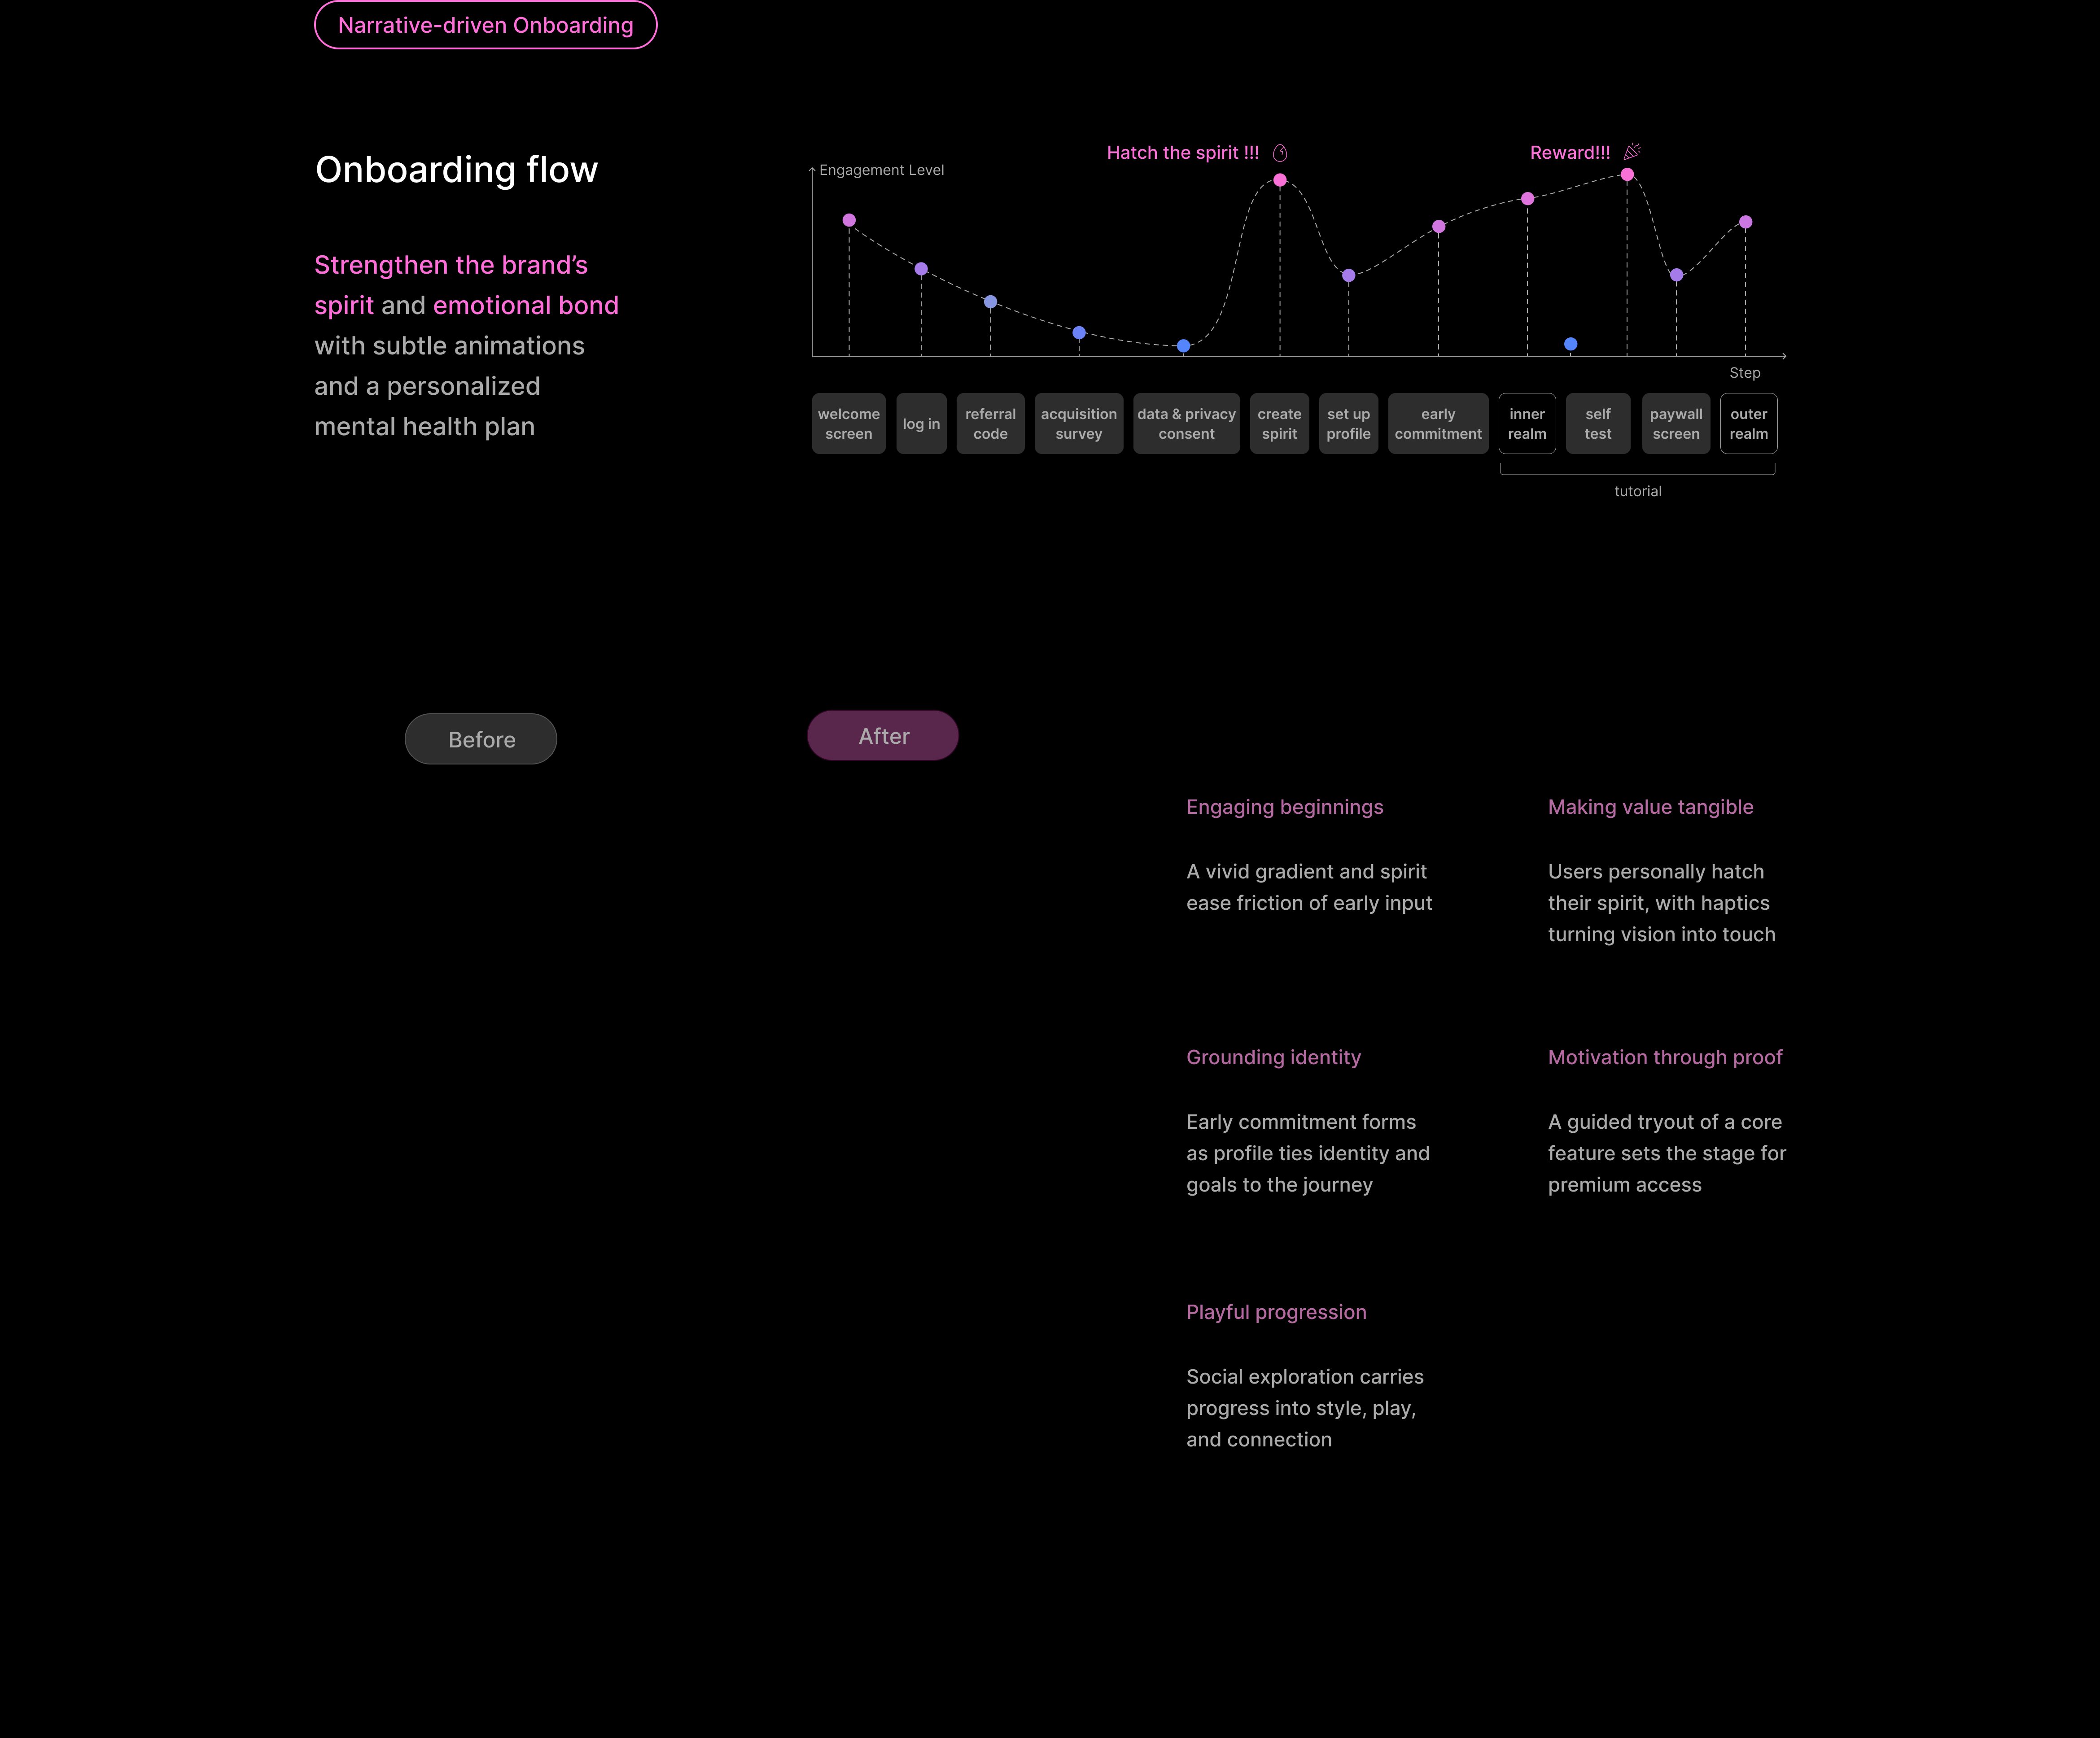 Narrative-driven Onboarding
Onboarding flow
Strengthen the brand’s
spirit and emotional bond
with subtle animations
and a personalized
mental health plan
Hatch the spirit !!!
Reward!!!
Engagement Level
Step
welcome
screen
log in
referral
code
acquisition
survey
data & privacy
consent
create
spirit
set up
profile
early
commitment
inner
realm
self
test
paywall
screen
outer
realm
tutorial
Before
After
Engaging beginnings
A vivid gradient and spirit
ease friction of early input
Making value tangible
Users personally hatch
their spirit, with haptics
turning vision into touch
Grounding identity
Early commitment forms
as profile ties identity and
goals to the journey
Motivation through proof
A guided tryout of a core
feature sets the stage for
premium access
Playful progression
Social exploration carries
progress into style, play,
and connection